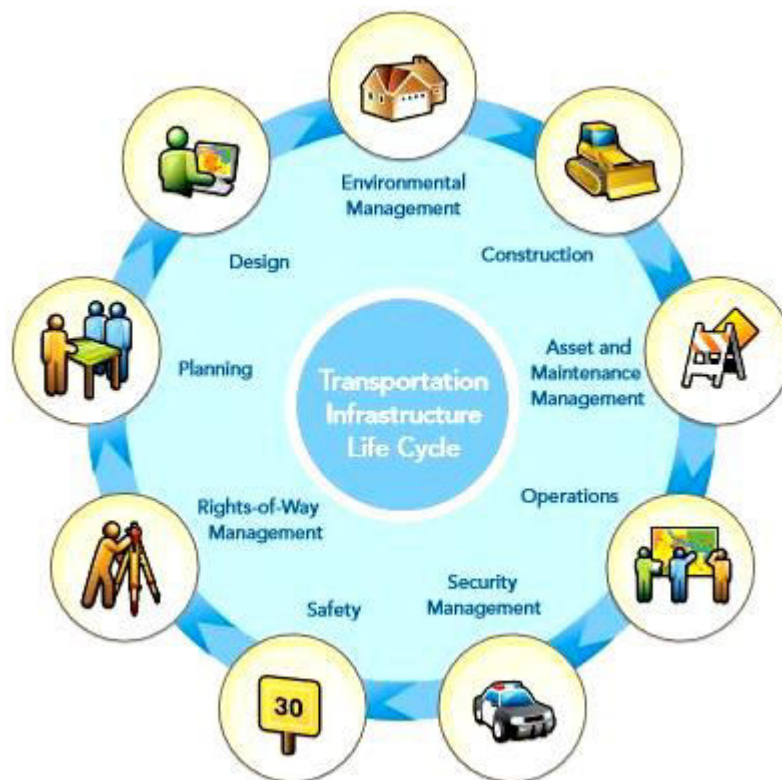 Environmental
Management
Construction
Asset and
Maintenance
Management
Operations
Security
Management
Safety
30
Rights-of-Way
Management
Planning
Design
Transportation
Infrastructure
Life Cycle